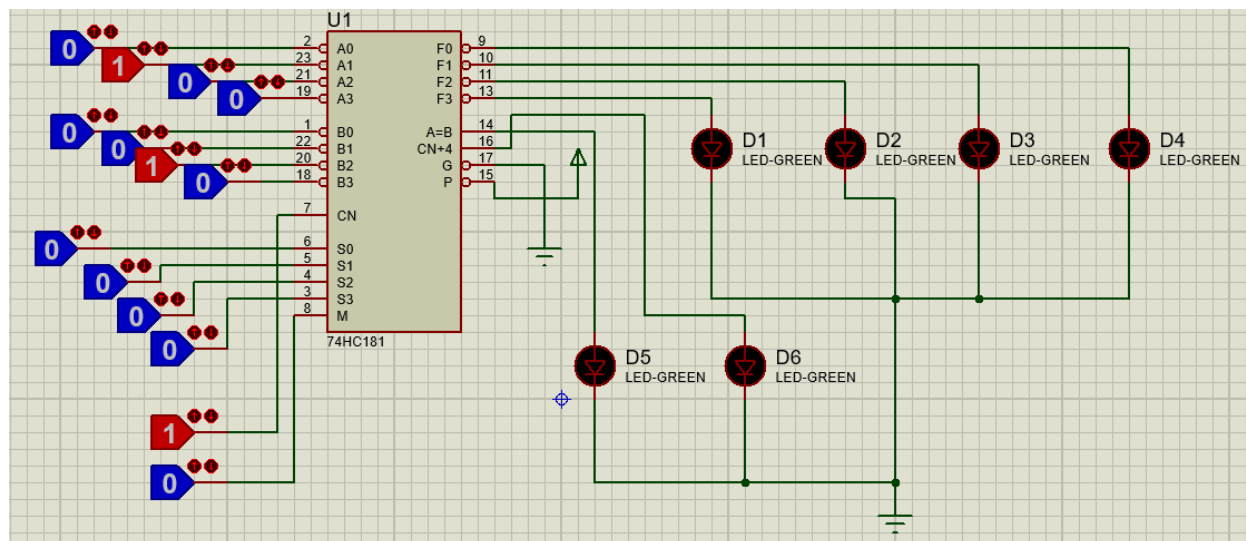 U1
0
1
0
0
2 A0
23 A1
21 A2
19 A3
F0 9
F1 10
F2 11
F3 13
0
0
1
0
1 B0
22 B1
20 B2
18 B3
A=B 14
CN+4 16
G 17
P 15
D1
LED-GREEN
D2
LED-GREEN
D3
LED-GREEN
D4
LED-GREEN
7 CN
0
0
0
0
6 S0
5 S1
4 S2
3 S3
8 M
74HC181
D5
LED-GREEN
D6
LED-GREEN
1
0